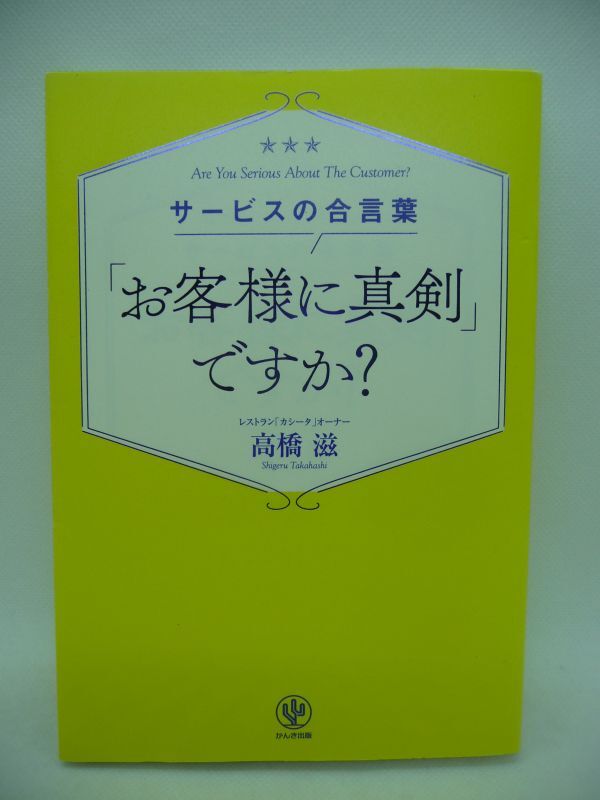 Are You Serious About The Customer?
サービスの合言葉
「お客様に真剣」
ですか？
レストラン「カシータ」オーナー
高橋 滋
Shigeru Takahashi
かんき出版